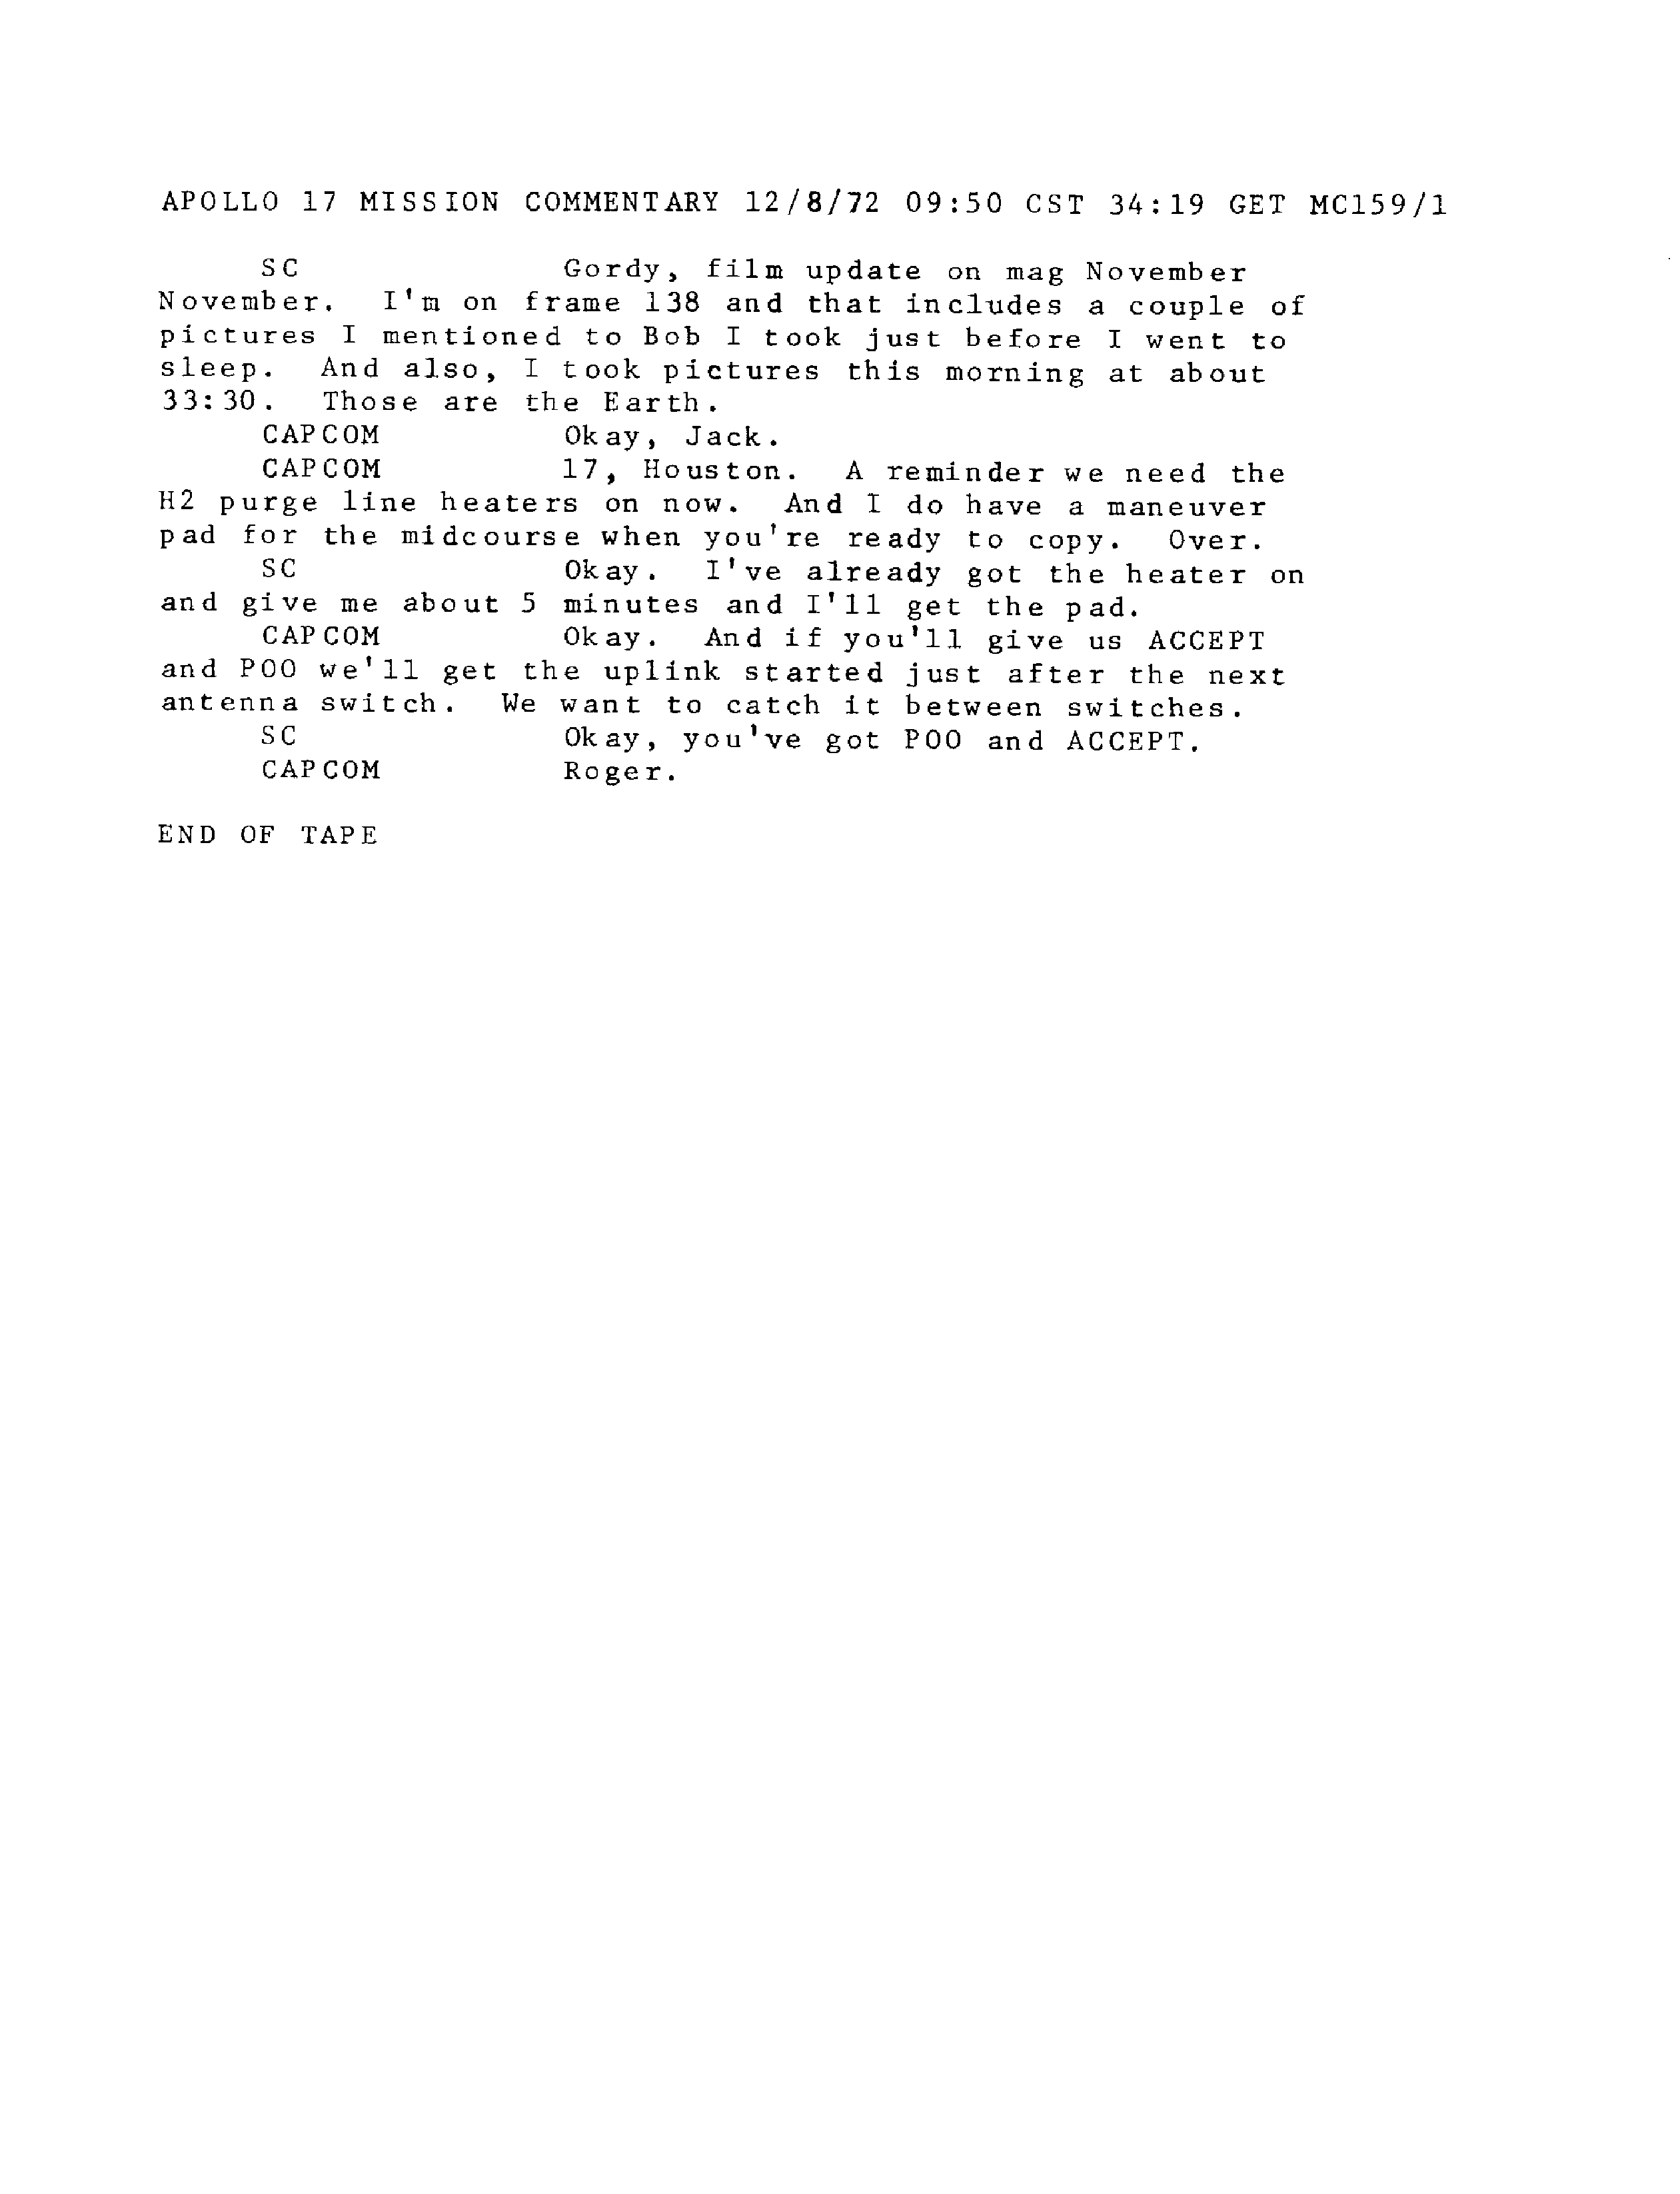 APOLLO 17 MISSION COMMENTARY 12/8/72 09:50 CST 34:19 GET MC159/1
SC Gordy, film update on mag November
November. I'm on frame 138 and that includes a couple of
pictures I mentioned to Bob I took just before I went to
sleep. And also, I took pictures this morning at about
33:30. Those are the Earth.
CAPCOM Okay, Jack.
CAPCOM 17, Houston. A reminder we need the
H2 purge line heaters on now. And I do have a maneuver
pad for the midcourse when you're ready to copy. Over.
SC Okay. I've already got the heater on
and give me about 5 minutes and I'll get the pad.
CAPCOM Okay. And if you'll give us ACCEPT
and POO we'll get the uplink started just after the next
antenna switch. We want to catch it between switches.
SC Okay, you've got POO and ACCEPT.
CAPCOM Roger.
END OF TAPE